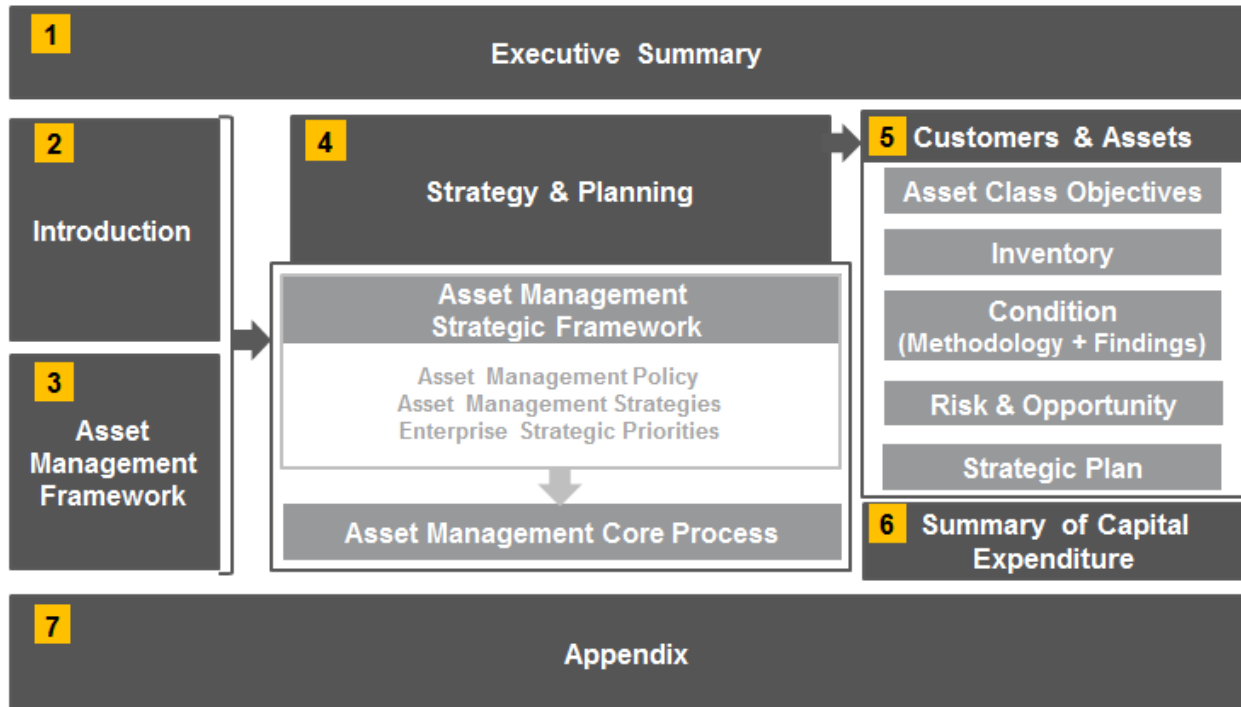 1
Executive Summary
2
Introduction
3
Asset
Management
Framework
4
Strategy & Planning
Asset Management
Strategic Framework
Asset Management Policy
Asset Management Strategies
Enterprise Strategic Priorities
Asset Management Core Process
5 Customers & Assets
Asset Class Objectives
Inventory
Condition
(Methodology + Findings)
Risk & Opportunity
Strategic Plan
6 Summary of Capital
Expenditure
7
Appendix